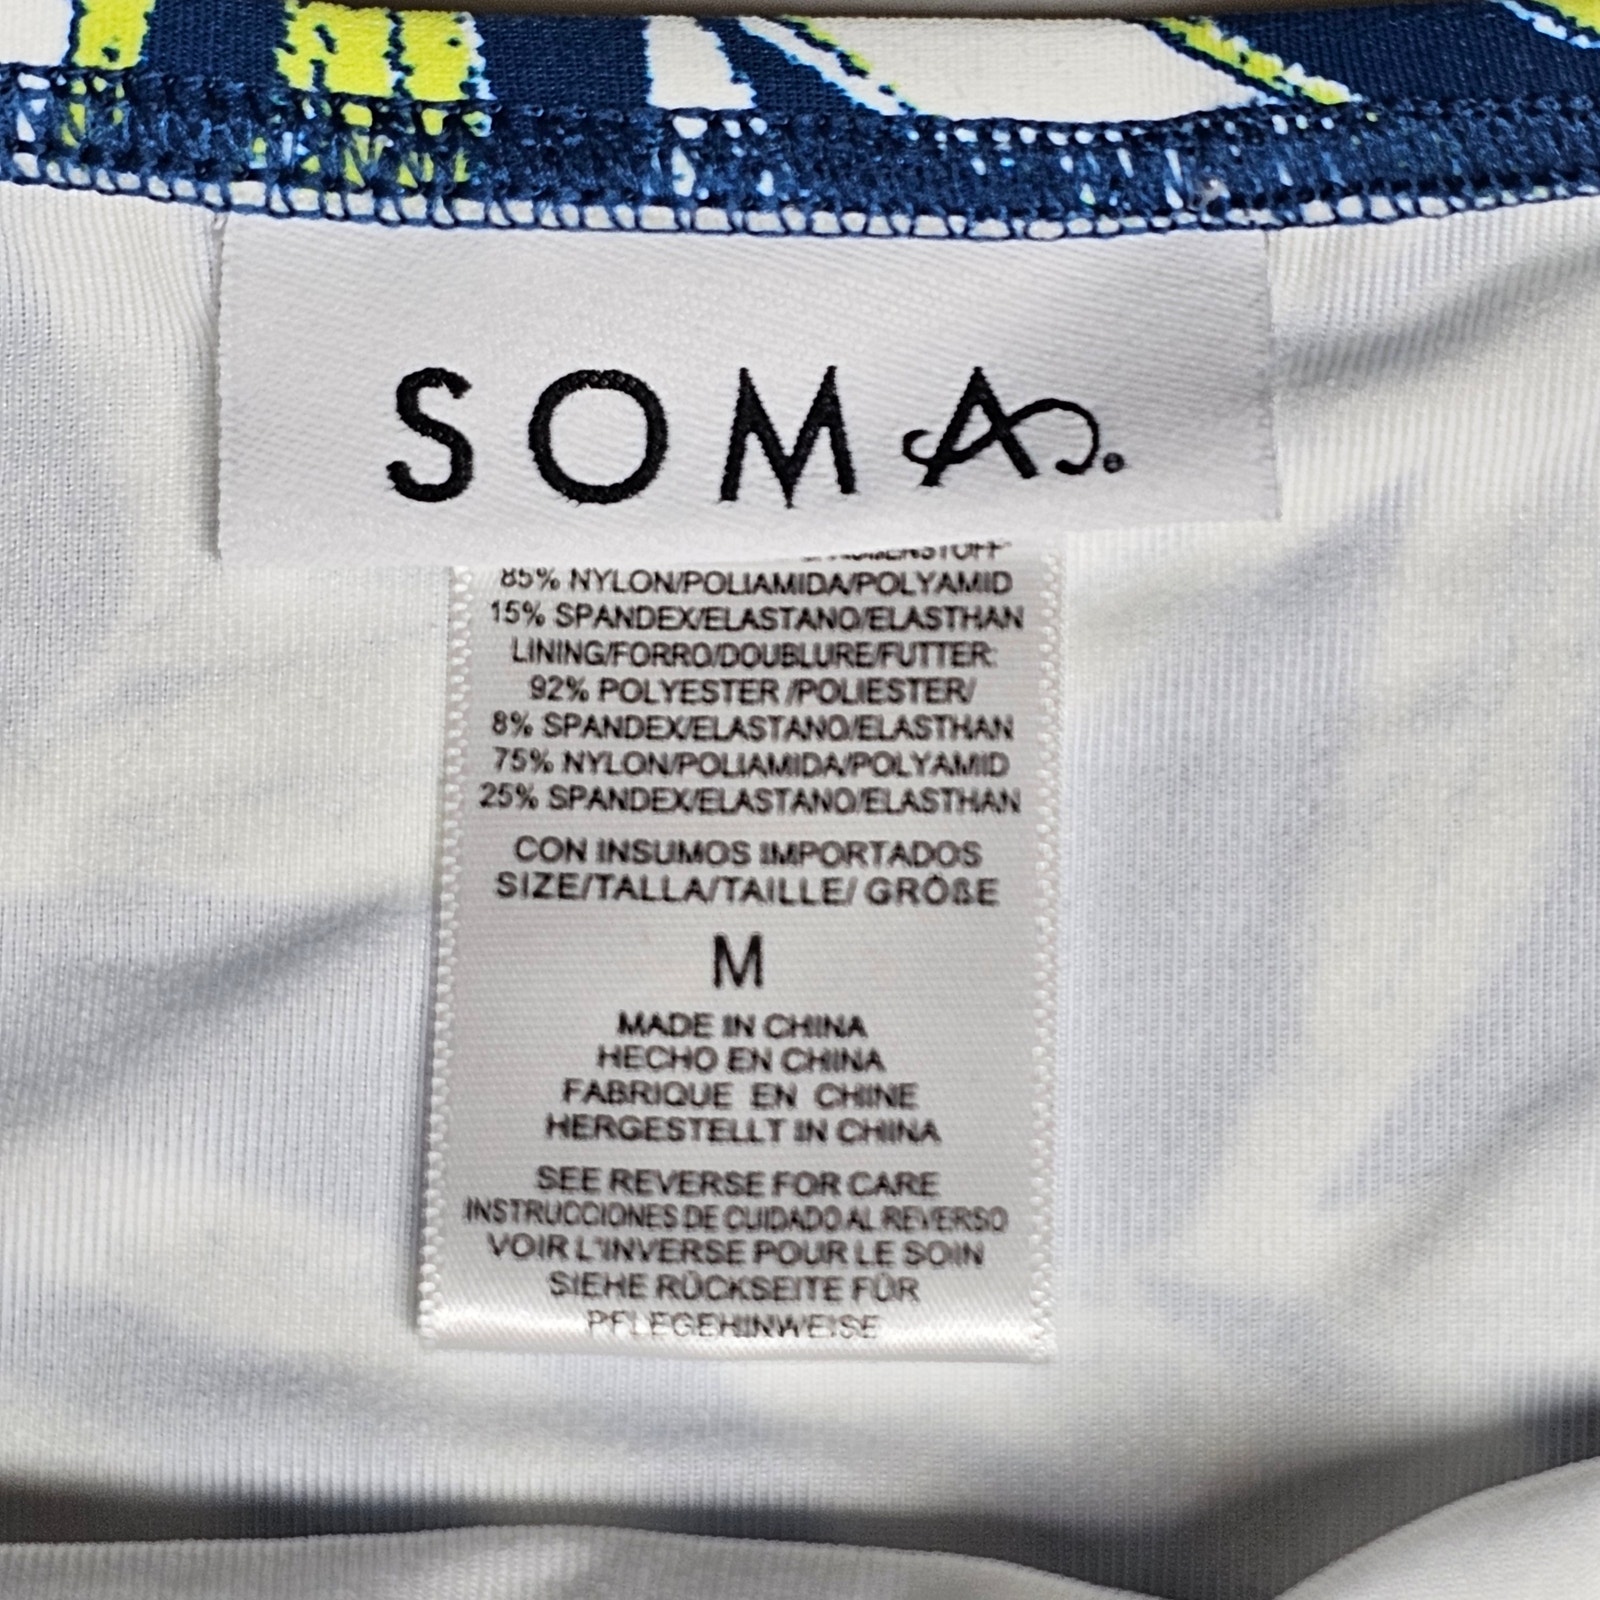 SOMA®
85% NYLON/POLIAMIDA/POLYAMID
15% SPANDEX/ELASTANO/ELASTHAN
LINING/FORRO/DOUBLURE/FUTTER:
92% POLYESTER /POLIESTER/
8% SPANDEX/ELASTANO/ELASTHAN
75% NYLON/POLIAMIDA/POLYAMID
25% SPANDEX/ELASTANO/ELASTHAN
CON INSUMOS IMPORTADOS
SIZE/TALLA/TAILLE/ GRÖßE
M
MADE IN CHINA
HECHO EN CHINA
FABRIQUE EN CHINE
HERGESTELLT IN CHINA
SEE REVERSE FOR CARE
INSTRUCCIONES DE CUIDADO AL REVERSO
VOIR L'INVERSE POUR LE SOIN
SIEHE RÜCKSEITE FÜR
PFLEGEHINWEISE